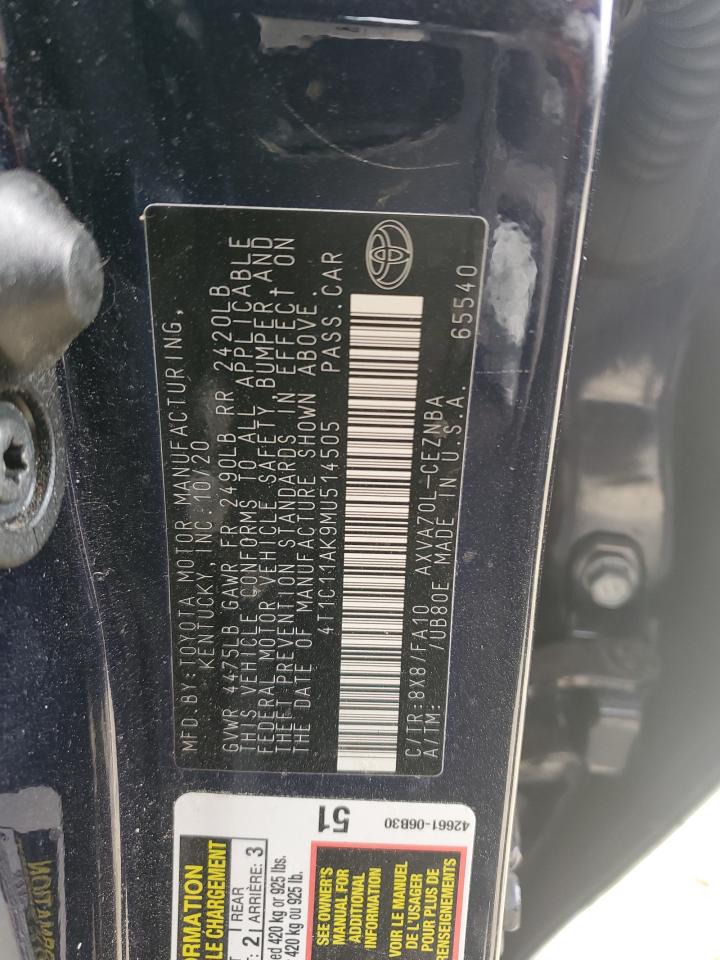 MFD. BY: TOYOTA MOTOR MANUFACTURING,
KENTUCKY, INC. 10/20
GVWR 4475LB GAWR FR 2490LB RR 2420LB
THIS VEHICLE CONFORMS TO ALL APPLICABLE
FEDERAL MOTOR VEHICLE SAFETY, BUMPER AND
THEFT PREVENTION STANDARDS IN EFFECT ON
THE DATE OF MANUFACTURE SHOWN ABOVE.
4T1C11AK9MU514505 PASS. CAR
C/TR: 8X8/FA10 AXVA70L-CEZNBA 65540
A/TM: /UB80E MADE IN U.S.A.
51
42661-06B30
ORMATION
LE CHARGEMENT
2 REAR 3
ARRIÈRE:
ed 420 kg or 925 lbs.
420 kg ou 925 lb.
SEE OWNER'S
MANUAL FOR
ADDITIONAL
INFORMATION
VOIR LE MANUEL
DE L'USAGER
POUR PLUS DE
RENSEIGNEMENTS